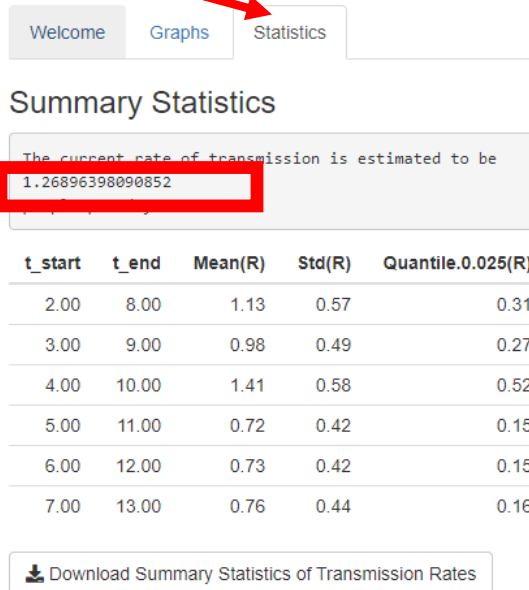 Welcome Graphs Statistics
Summary Statistics
The current rate of transmission is estimated to be
1.26896398090852
t_start t_end Mean(R) Std(R) Quantile.0.025(R)
2.00 8.00 1.13 0.57 0.31
3.00 9.00 0.98 0.49 0.27
4.00 10.00 1.41 0.58 0.52
5.00 11.00 0.72 0.42 0.15
6.00 12.00 0.73 0.42 0.15
7.00 13.00 0.76 0.44 0.16
Download Summary Statistics of Transmission Rates